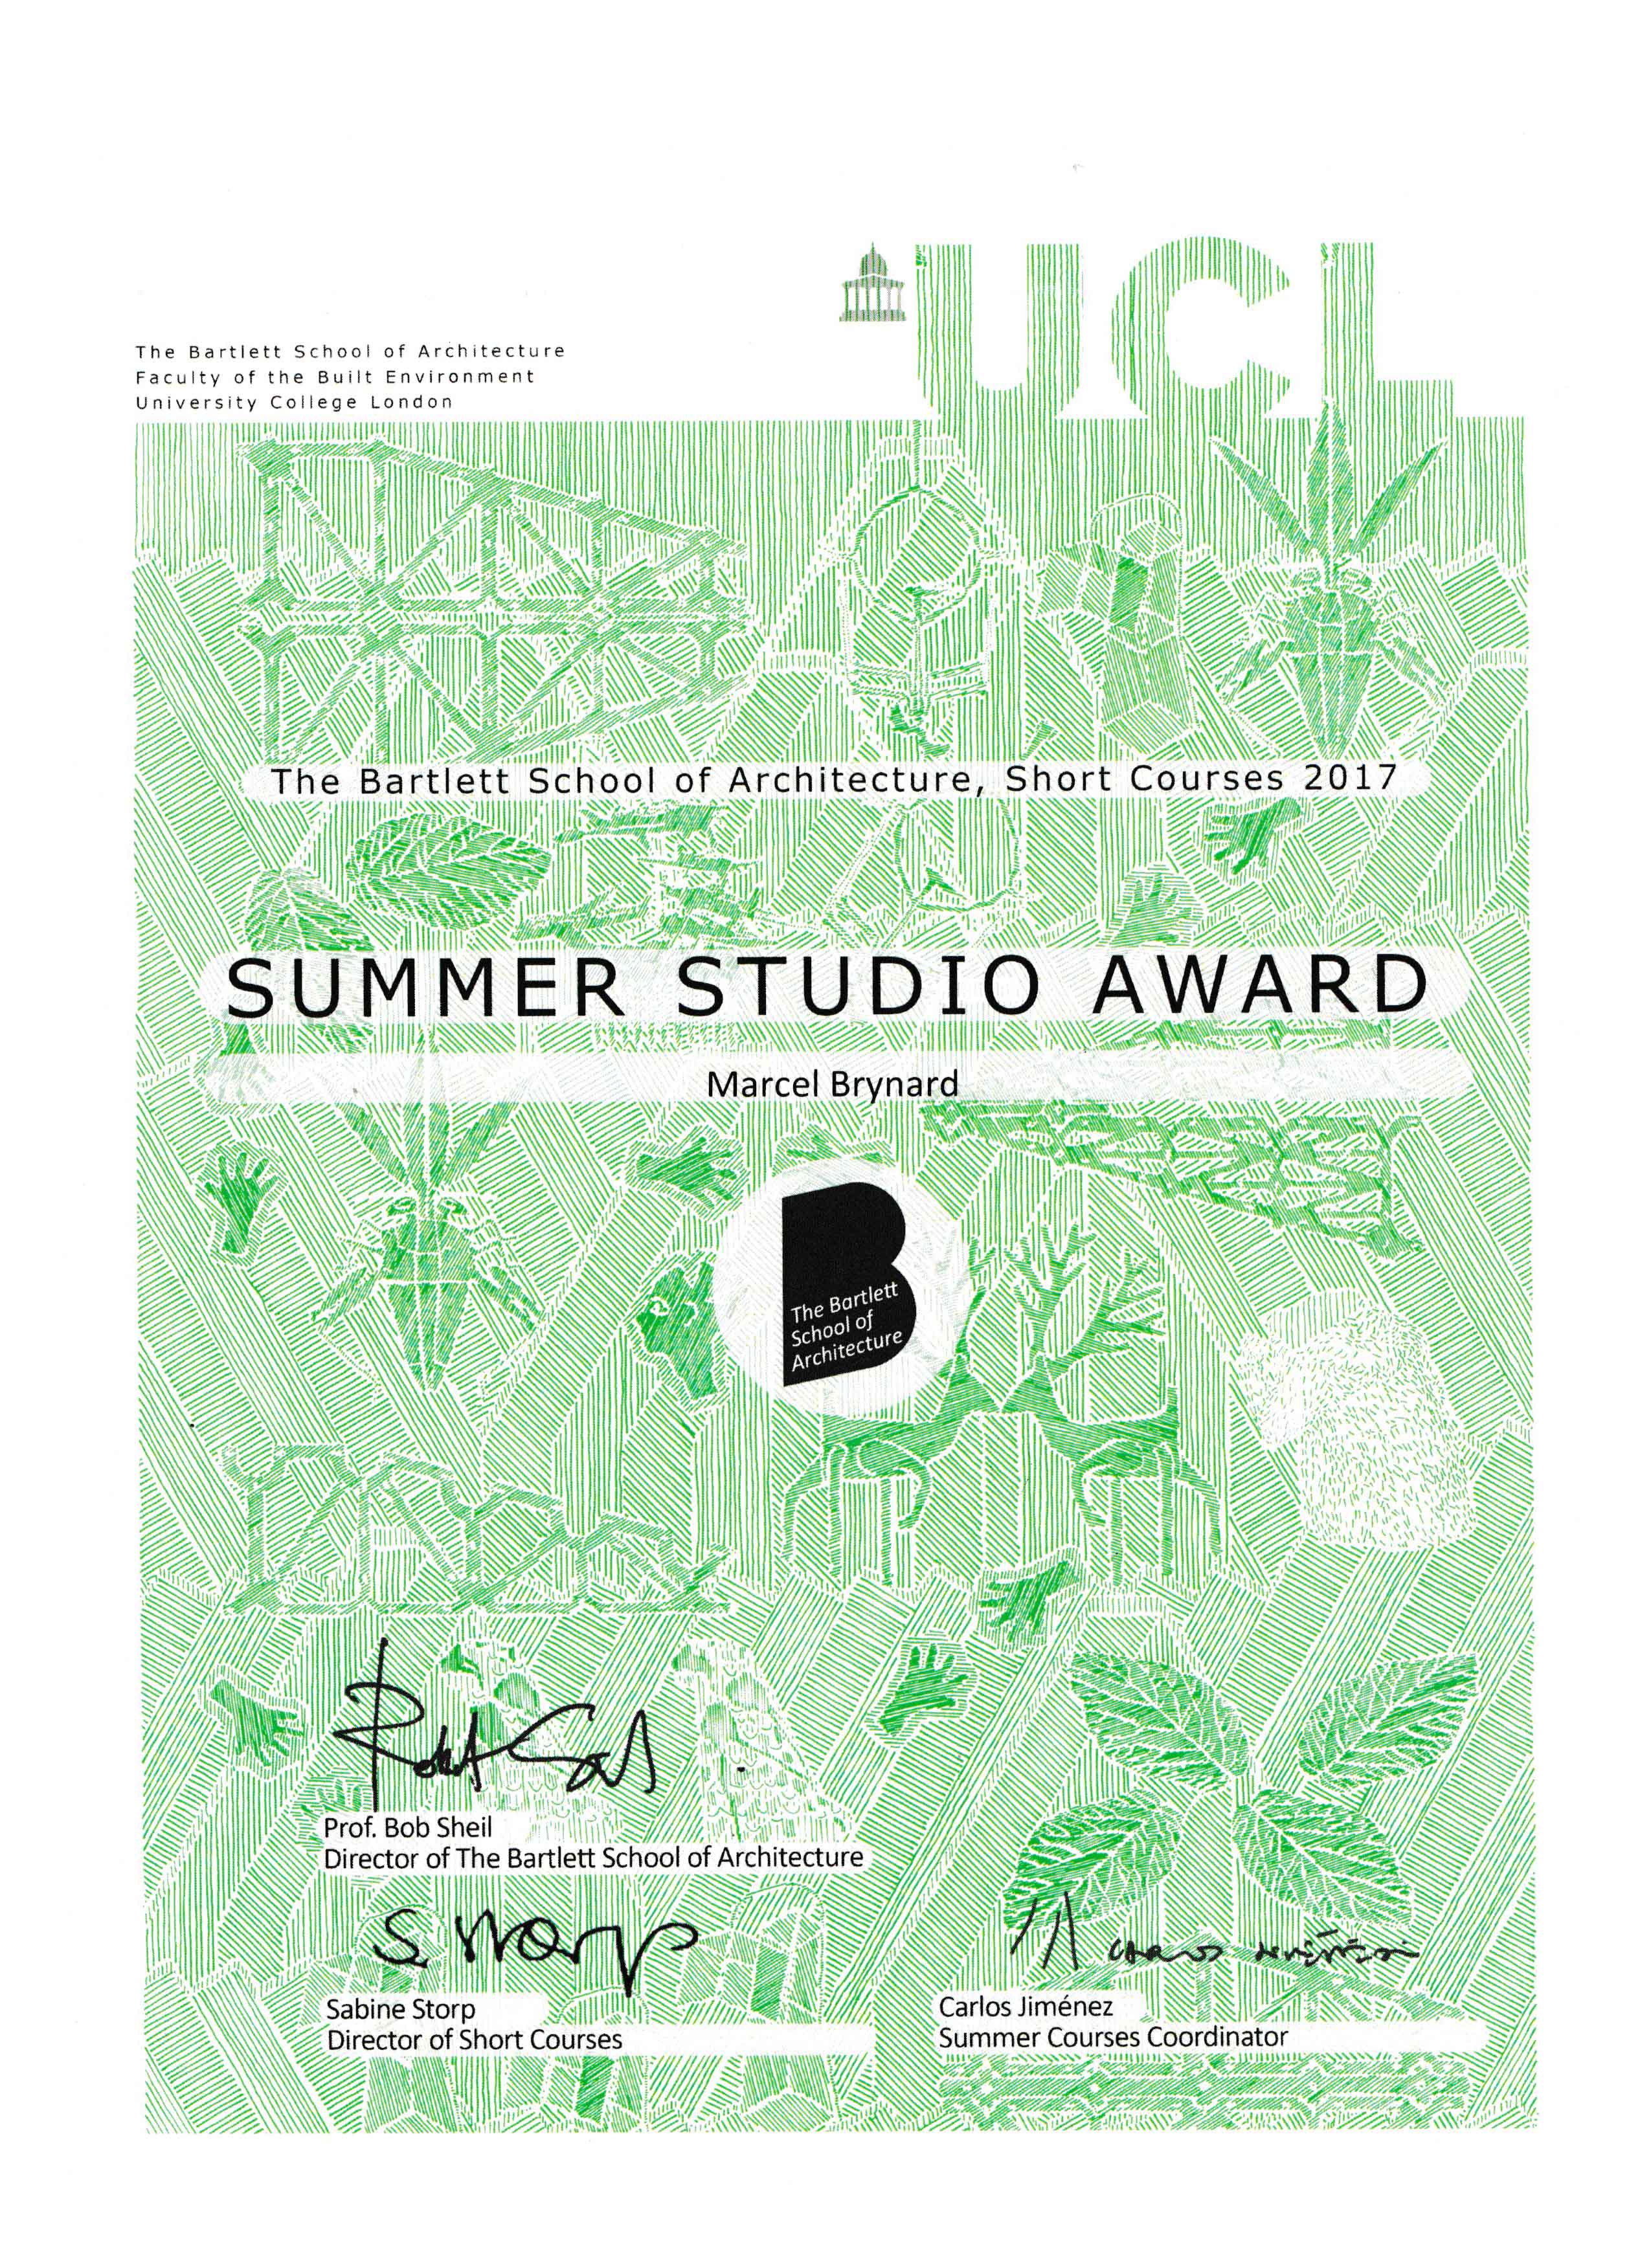 UCL
The Bartlett School of Architecture
Faculty of the Built Environment
University College London
The Bartlett School of Architecture, Short Courses 2017
SUMMER STUDIO AWARD
Marcel Brynard
B
The Bartlett
School of
Architecture
Prof. Bob Sheil
Director of The Bartlett School of Architecture
S. Storp
Sabine Storp
Director of Short Courses
Carlos Jiménez
Summer Courses Coordinator